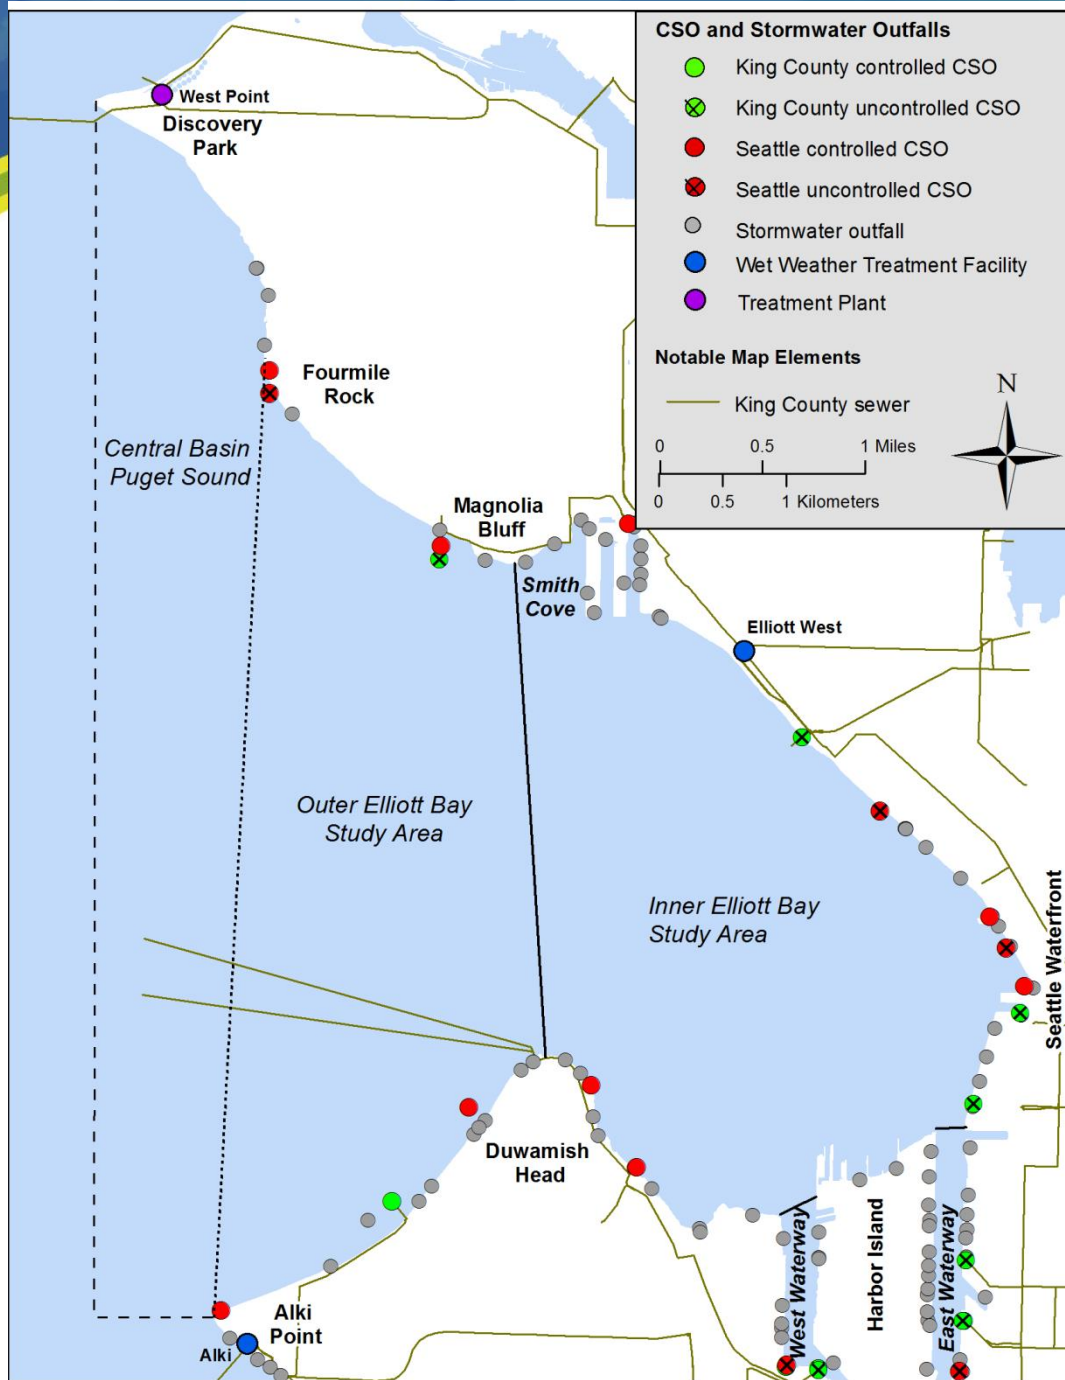 CSO and Stormwater Outfalls
King County controlled CSO
King County uncontrolled CSO
Seattle controlled CSO
Seattle uncontrolled CSO
Stormwater outfall
Wet Weather Treatment Facility
Treatment Plant
Notable Map Elements
King County sewer
N
0 0.5 1 Miles
0 0.5 1 Kilometers
West Point
Discovery
Park
Fourmile
Rock
Central Basin
Puget Sound
Magnolia
Bluff
Smith
Cove
Elliott West
Outer Elliott Bay
Study Area
Inner Elliott Bay
Study Area
Seattle Waterfront
Duwamish
Head
West Waterway
Harbor Island
East Waterway
Alki
Point
Alki